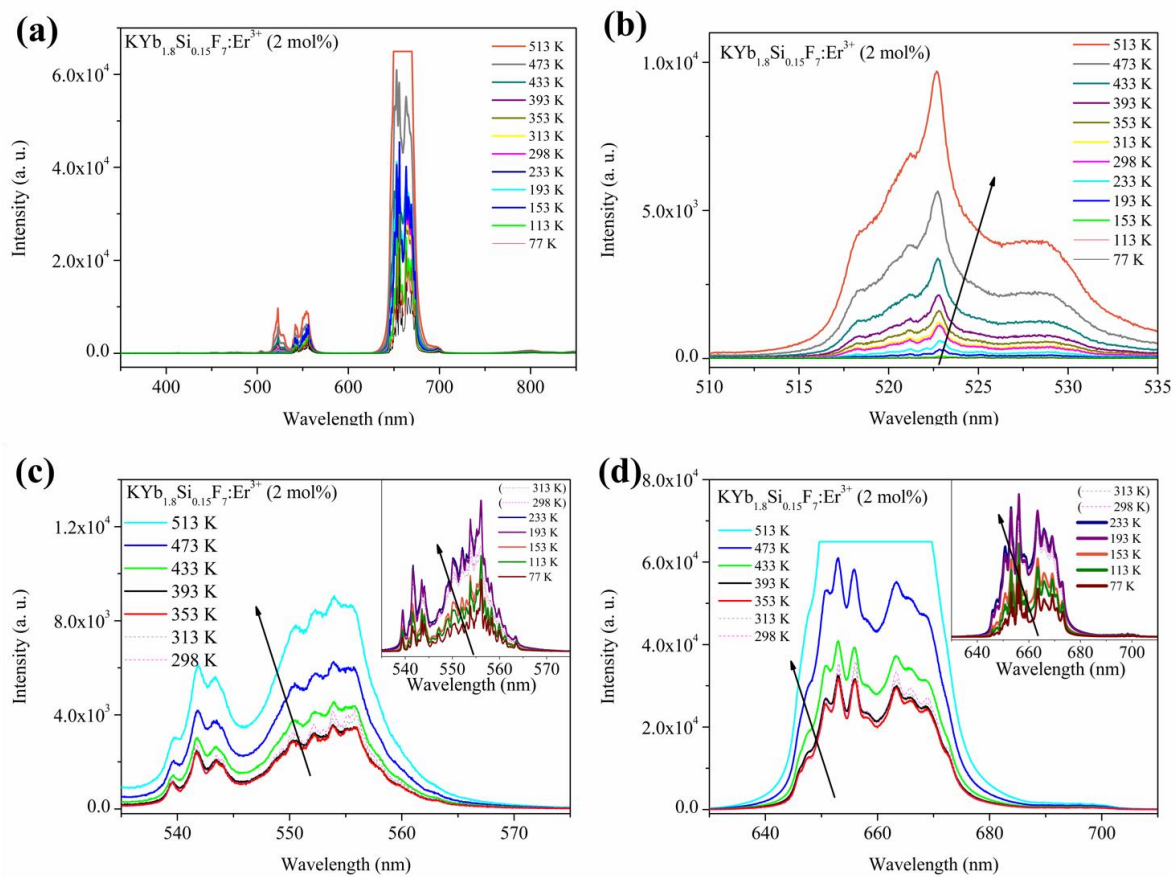 (a)
KYb1.8Si0.15F7:Er3+ (2 mol%)
513 K
473 K
433 K
393 K
353 K
313 K
298 K
233 K
193 K
153 K
113 K
77 K
6.0x10^4
4.0x10^4
2.0x10^4
0.0
Intensity (a. u.)
400 500 600 700 800
Wavelength (nm)
(b)
KYb1.8Si0.15F7:Er3+ (2 mol%)
513 K
473 K
433 K
393 K
353 K
313 K
298 K
233 K
193 K
153 K
113 K
77 K
1.0x10^4
5.0x10^3
0.0
Intensity (a. u.)
510 515 520 525 530 535
Wavelength (nm)
(c)
KYb1.8Si0.15F7:Er3+ (2 mol%)
513 K
473 K
433 K
393 K
353 K
313 K
298 K
1.2x10^4
8.0x10^3
4.0x10^3
0.0
Intensity (a. u.)
540 550 560 570
Wavelength (nm)
( 313 K)
( 298 K)
233 K
193 K
153 K
113 K
77 K
540 550 560 570
Wavelength (nm)
(d)
KYb1.8Si0.15F7:Er3+ (2 mol%)
513 K
473 K
433 K
393 K
353 K
313 K
298 K
8.0x10^4
6.0x10^4
4.0x10^4
2.0x10^4
0.0
Intensity (a. u.)
640 660 680 700
Wavelength (nm)
( 313 K)
( 298 K)
233 K
193 K
153 K
113 K
77 K
640 660 680 700
Wavelength (nm)